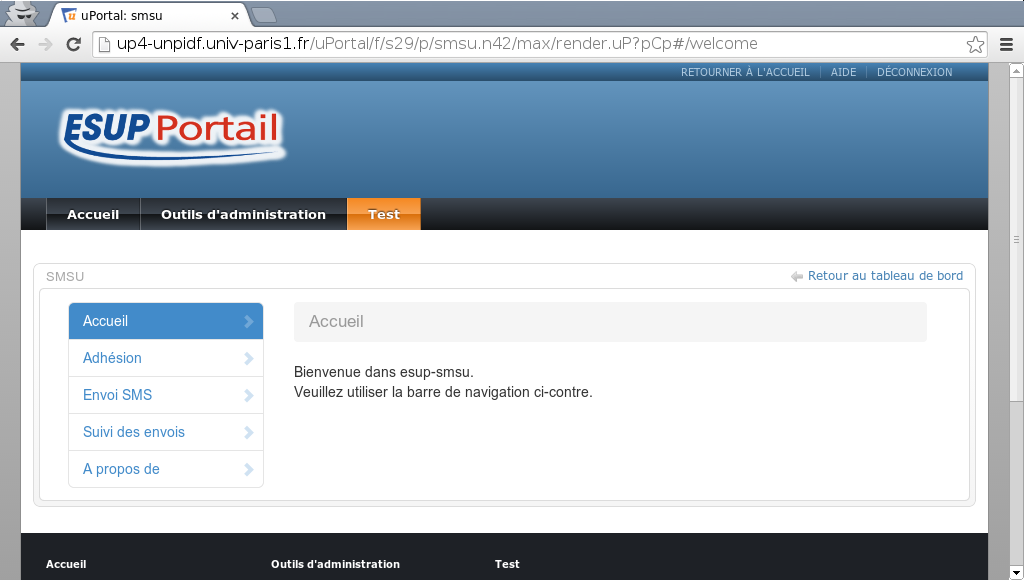 uPortal: smsu
up4-unpidf.univ-paris1.fr/uPortal/f/s29/p/smsu.n42/max/render.uP?pCp#/welcome
RETOURNER À L'ACCUEIL AIDE DÉCONNEXION
ESUP Portail
Accueil Outils d'administration Test
SMSU Retour au tableau de bord
Accueil
Adhésion
Envoi SMS
Suivi des envois
A propos de
Accueil
Bienvenue dans esup-smsu.
Veuillez utiliser la barre de navigation ci-contre.
Accueil Outils d'administration Test